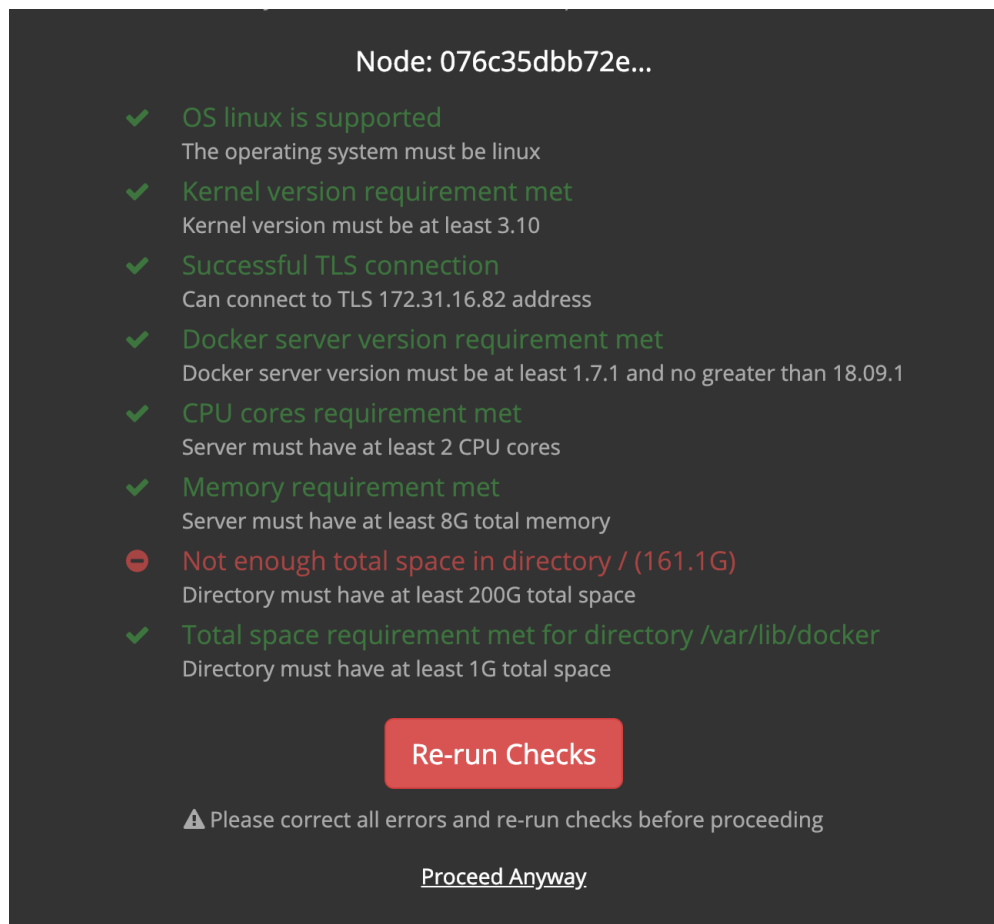 Node: 076c35dbb72e...
OS linux is supported
The operating system must be linux
Kernel version requirement met
Kernel version must be at least 3.10
Successful TLS connection
Can connect to TLS 172.31.16.82 address
Docker server version requirement met
Docker server version must be at least 1.7.1 and no greater than 18.09.1
CPU cores requirement met
Server must have at least 2 CPU cores
Memory requirement met
Server must have at least 8G total memory
Not enough total space in directory / (161.1G)
Directory must have at least 200G total space
Total space requirement met for directory /var/lib/docker
Directory must have at least 1G total space
Re-run Checks
Please correct all errors and re-run checks before proceeding
Proceed Anyway